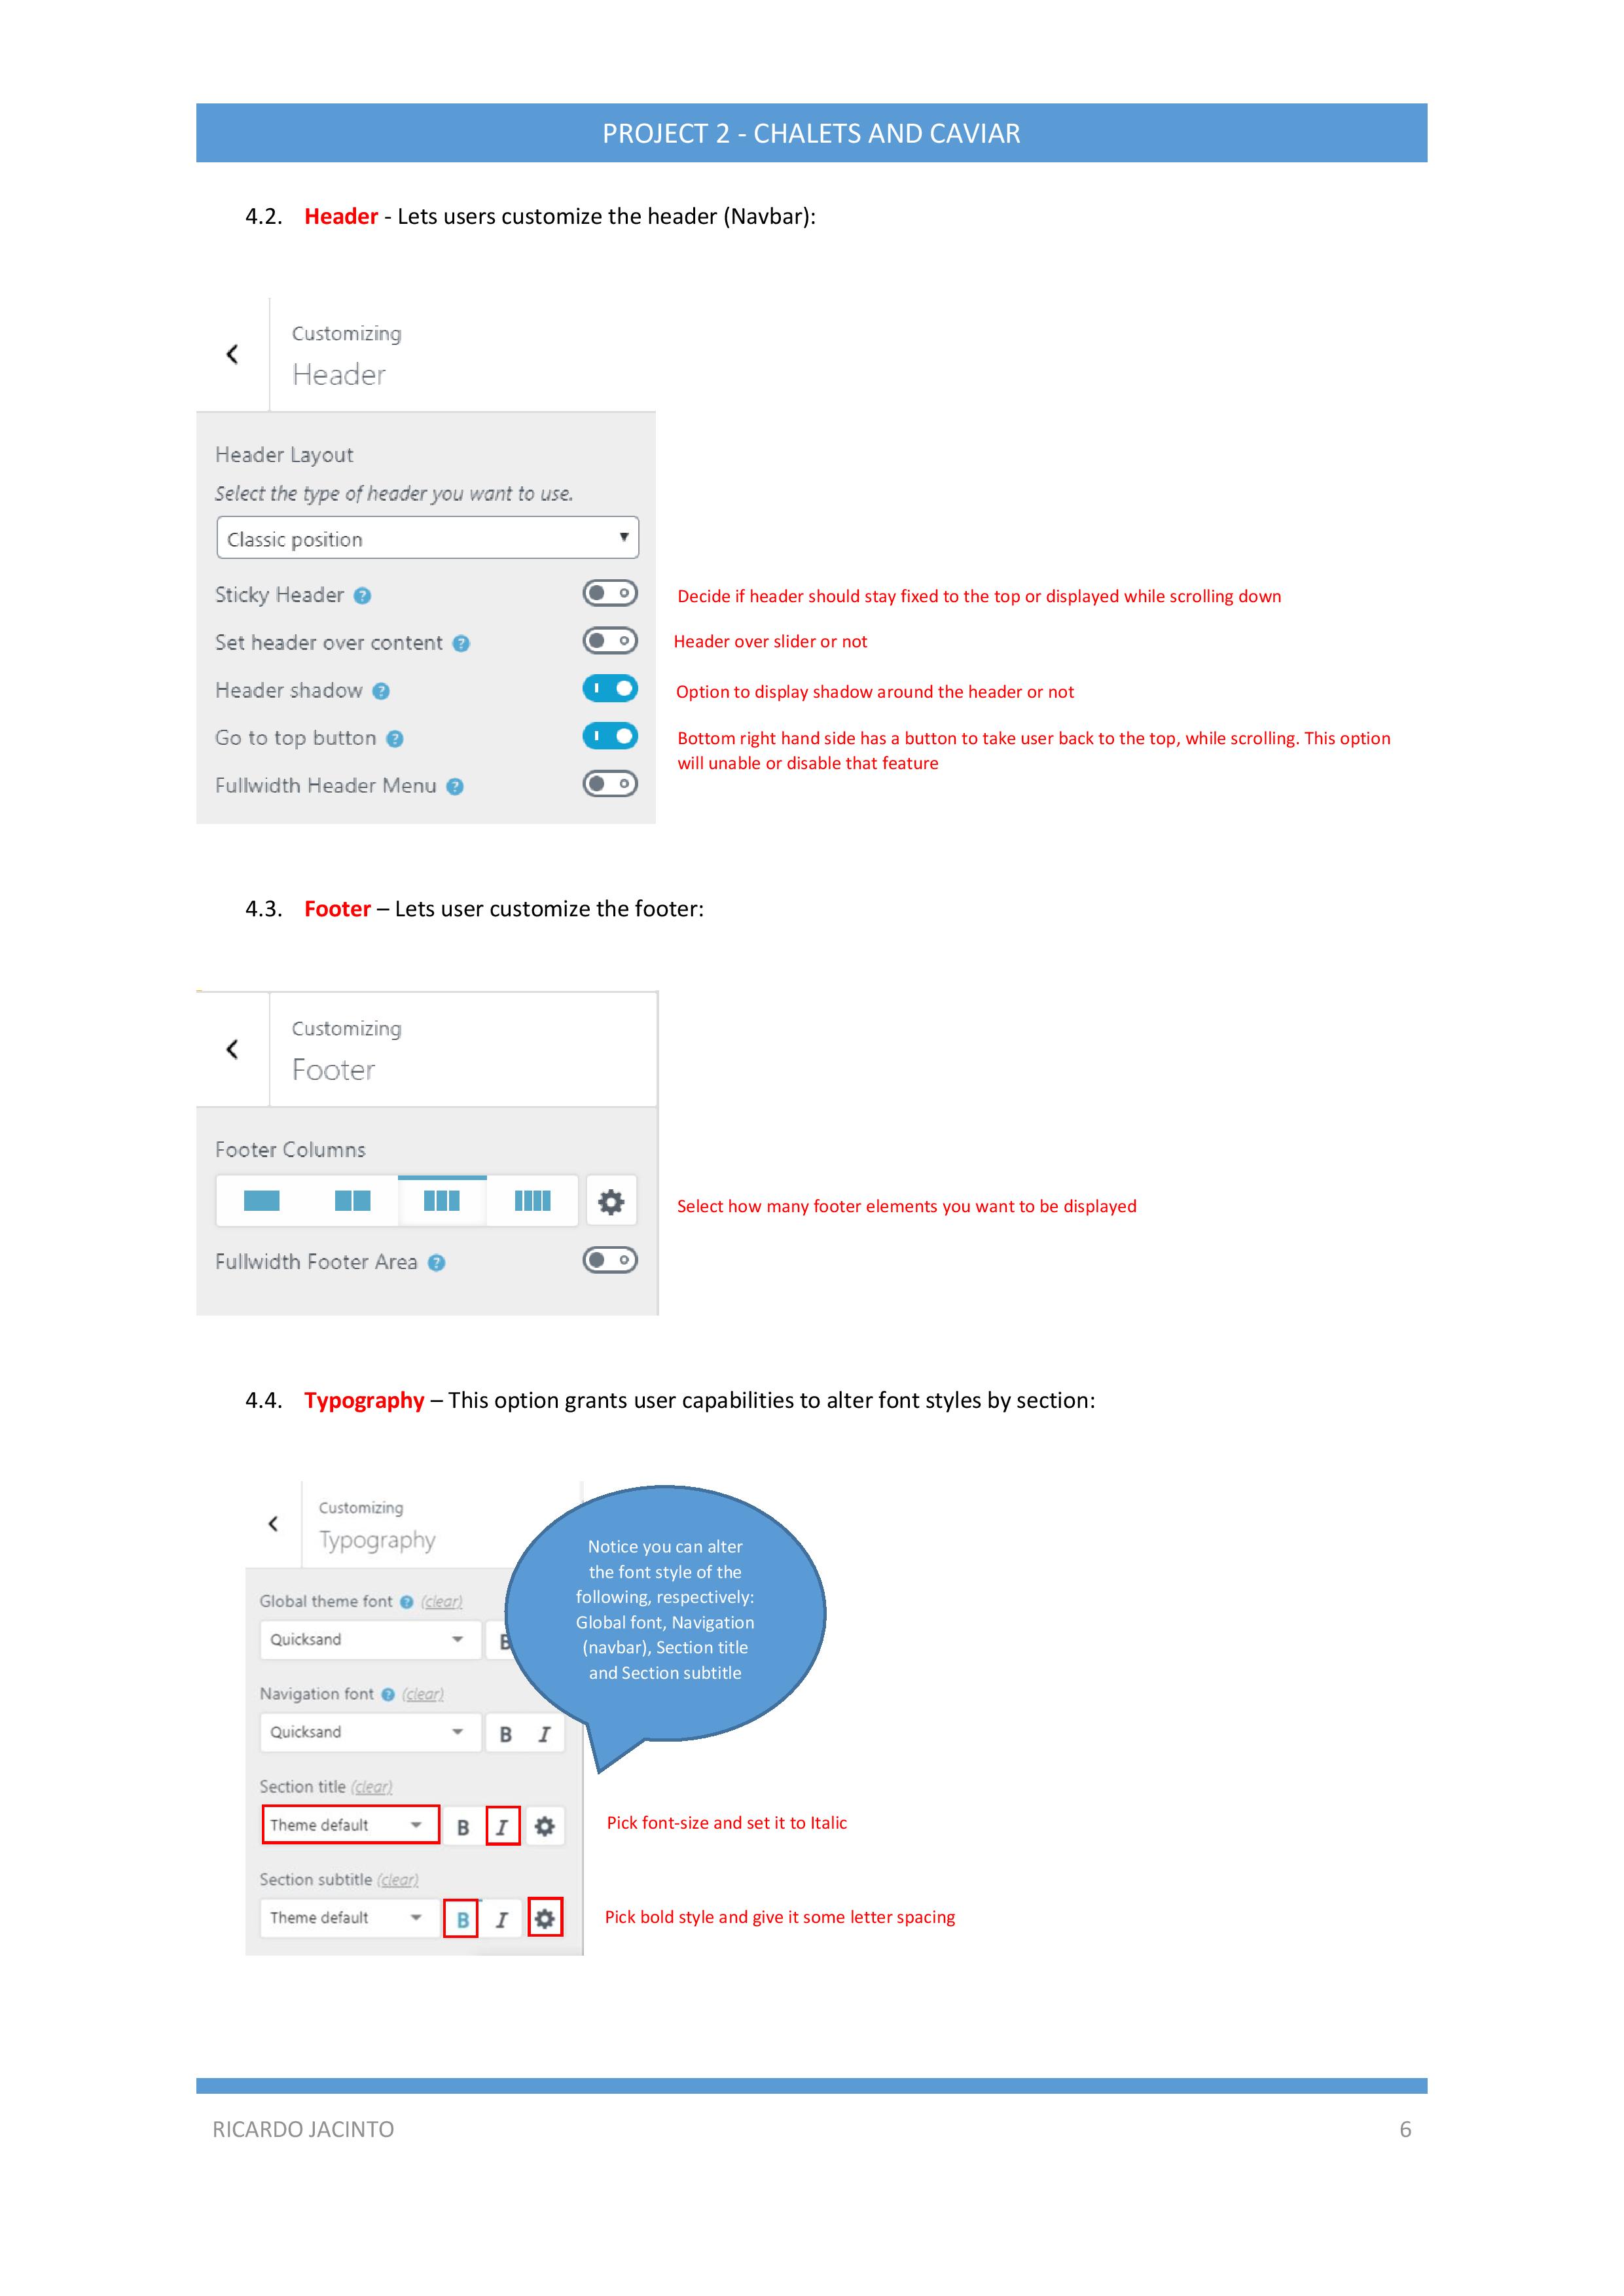 PROJECT 2 - CHALETS AND CAVIAR
4.2. Header - Lets users customize the header (Navbar):
Customizing
Header
Header Layout
Select the type of header you want to use.
Classic position
Sticky Header ?
Decide if header should stay fixed to the top or displayed while scrolling down
Set header over content ?
Header over slider or not
Header shadow ?
Option to display shadow around the header or not
Go to top button ?
Bottom right hand side has a button to take user back to the top, while scrolling. This option
will unable or disable that feature
Fullwidth Header Menu ?
4.3. Footer – Lets user customize the footer:
Customizing
Footer
Footer Columns
Select how many footer elements you want to be displayed
Fullwidth Footer Area ?
4.4. Typography – This option grants user capabilities to alter font styles by section:
Customizing
Typography
Notice you can alter
the font style of the
following, respectively:
Global font, Navigation
(navbar), Section title
and Section subtitle
Global theme font ? (clear)
Quicksand B
Navigation font ? (clear)
Quicksand B I
Section title (clear)
Theme default B I
Pick font-size and set it to Italic
Section subtitle (clear)
Theme default B I
Pick bold style and give it some letter spacing
RICARDO JACINTO 6